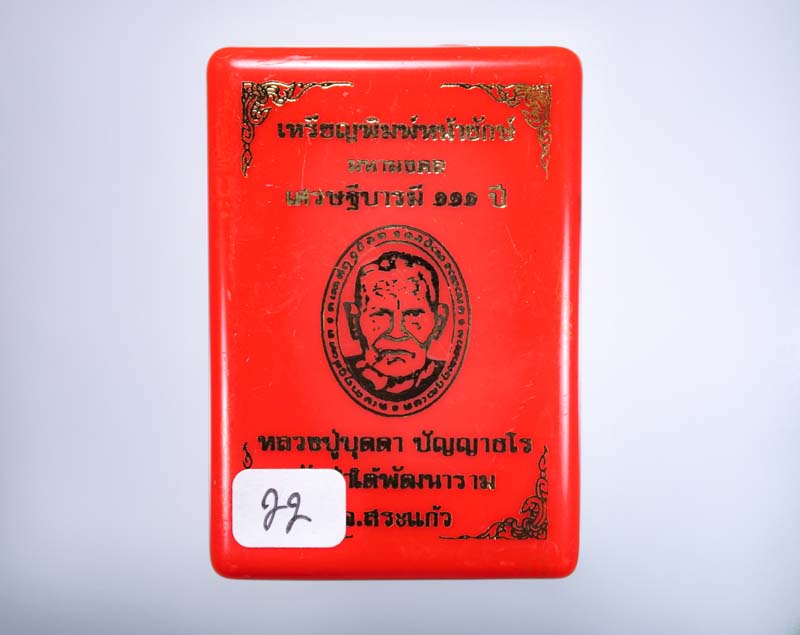 เหรียญพิมพ์หน้ายักษ์
มหามงคล
เศรษฐีบารมี ๑๑๑ ปี
หลวงปู่บุดดา ปัญญาธโร
ใต้พัฒนาราม
จ.สระแก้ว
22